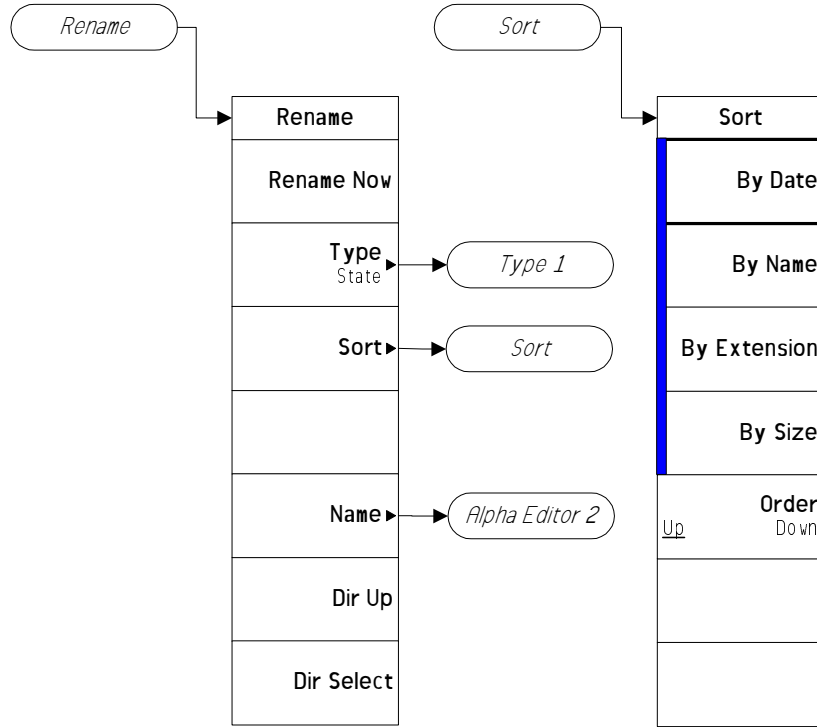 Rename
Rename
Rename Now
Type
State
Type 1
Sort
Sort
Name
Alpha Editor 2
Dir Up
Dir Select
Sort
Sort
By Date
By Name
By Extension
By Size
Order
Up Down